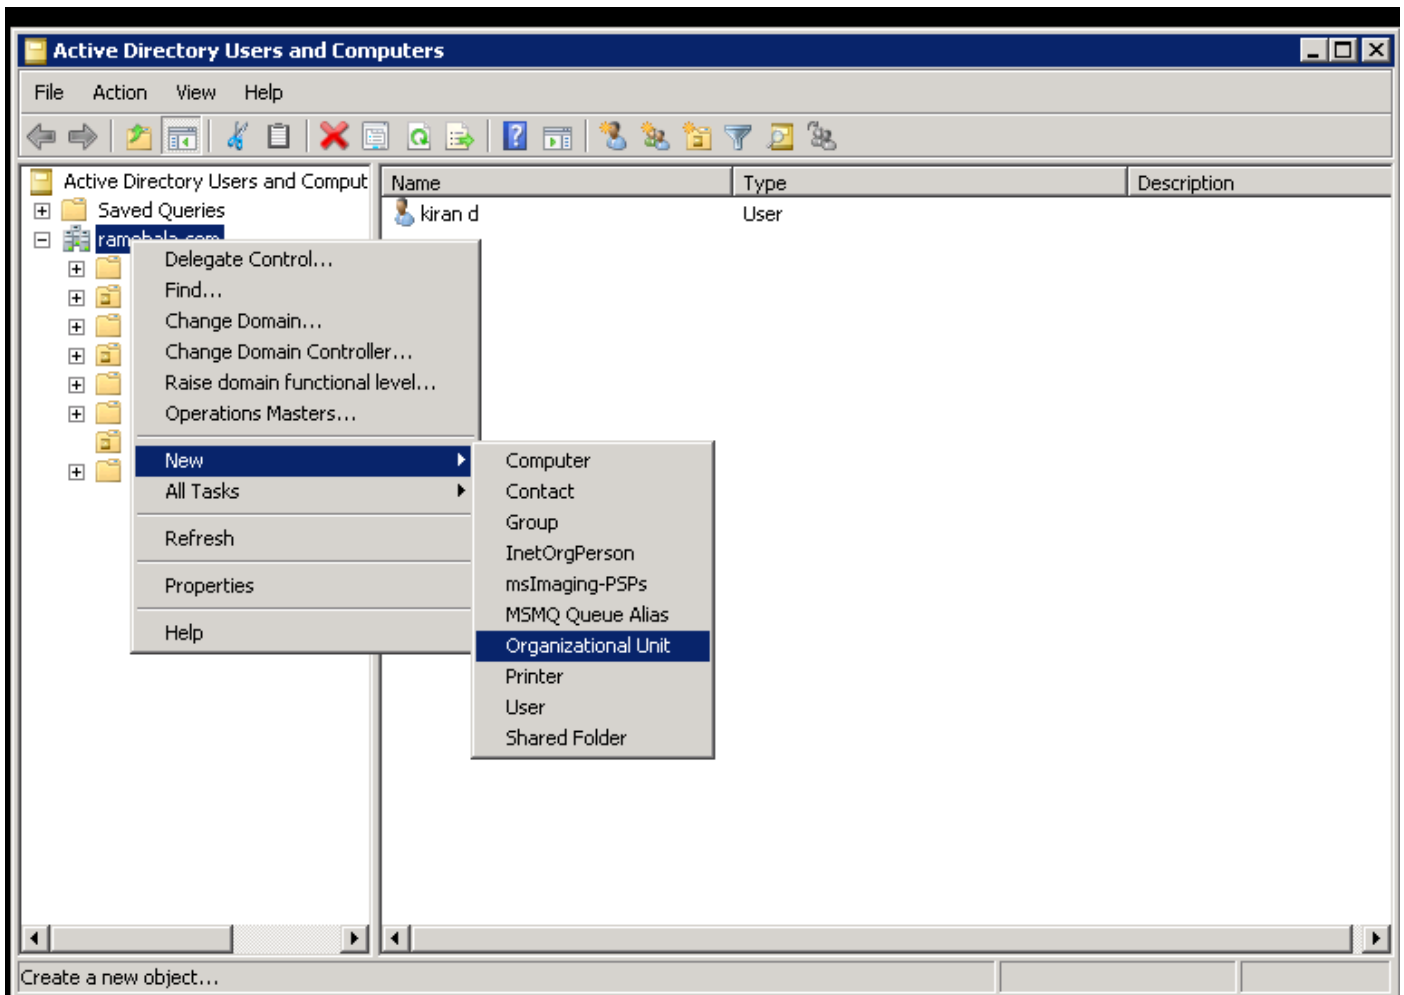 Active Directory Users and Computers
File Action View Help
Active Directory Users and Comput
Saved Queries
Name Type Description
kiran d User
Delegate Control...
Find...
Change Domain...
Change Domain Controller...
Raise domain functional level...
Operations Masters...
New
All Tasks
Refresh
Properties
Help
Computer
Contact
Group
InetOrgPerson
msImaging-PSPs
MSMQ Queue Alias
Organizational Unit
Printer
User
Shared Folder
Create a new object...